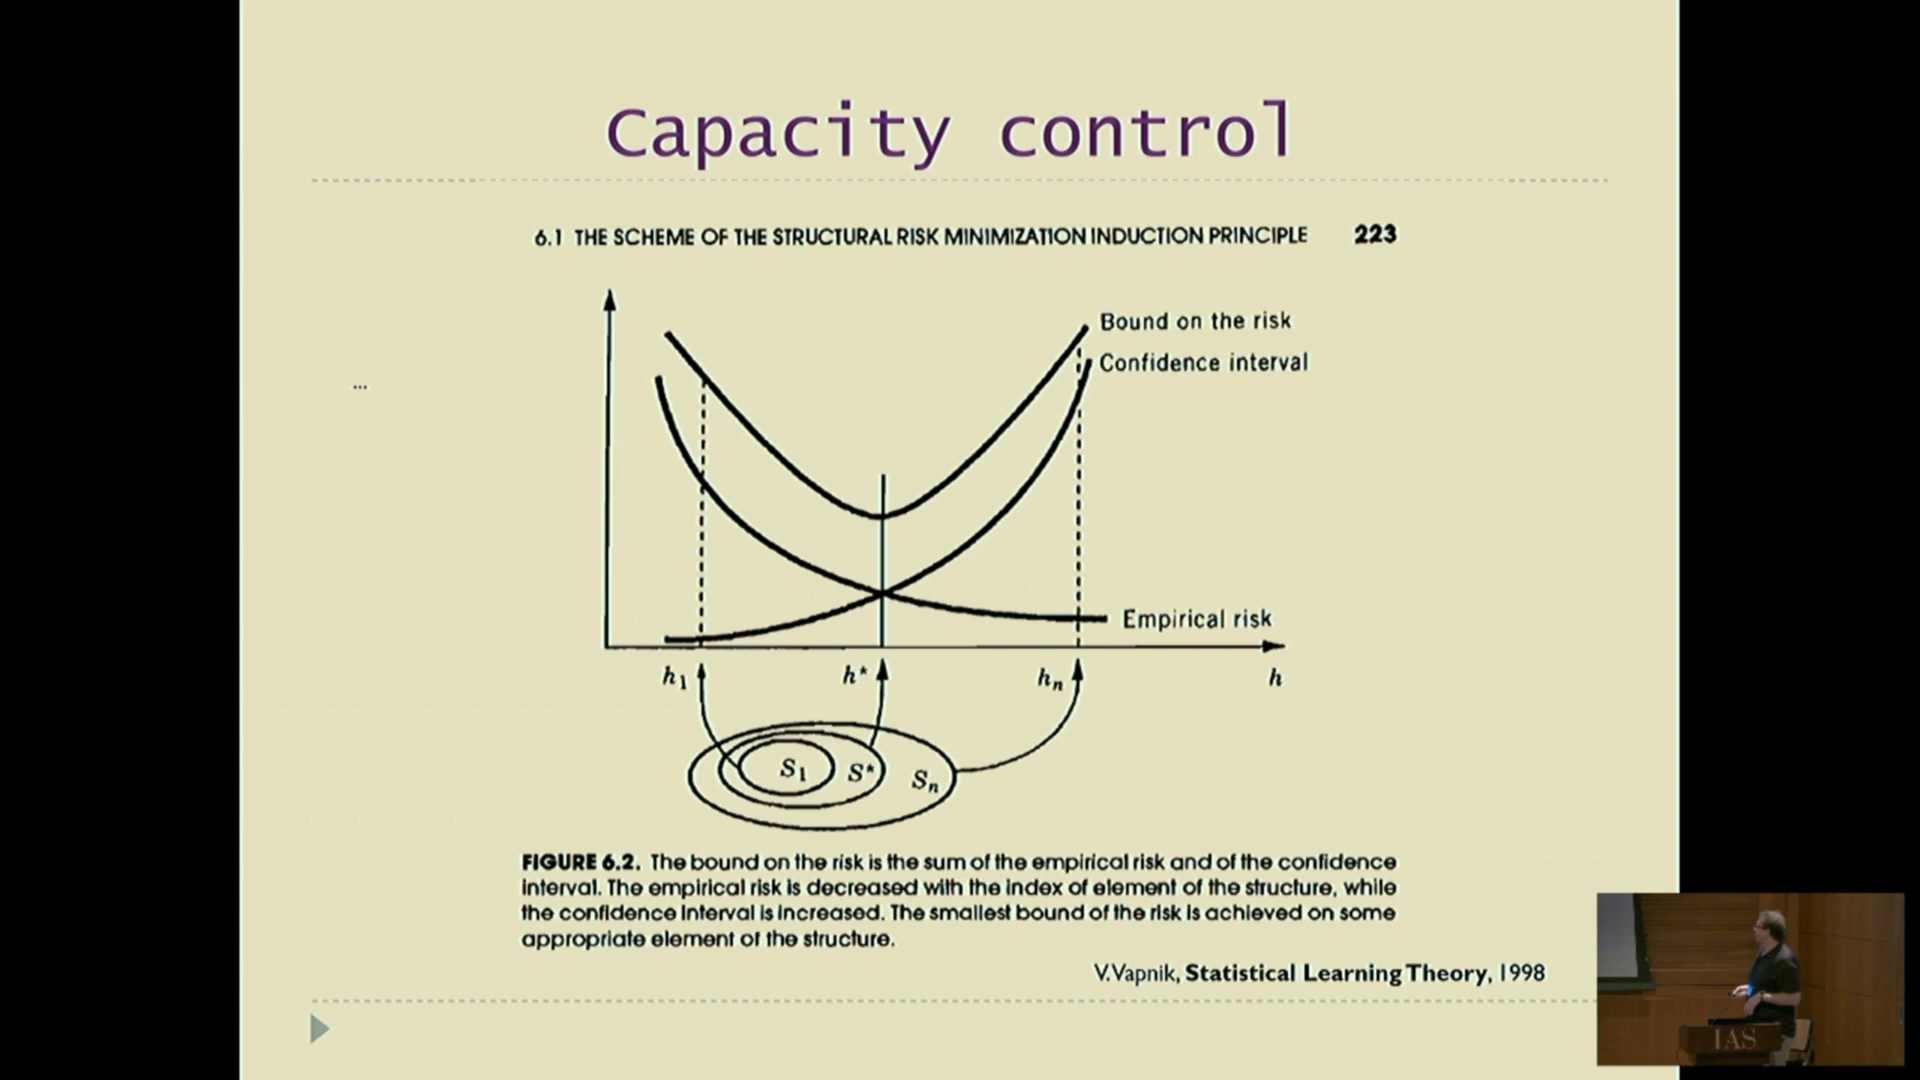 Capacity control
6.1 THE SCHEME OF THE STRUCTURAL RISK MINIMIZATION INDUCTION PRINCIPLE 223
Bound on the risk
Confidence interval
...
Empirical risk
h1 h* hn h
S1 S* Sn
FIGURE 6.2. The bound on the risk is the sum of the empirical risk and of the confidence
interval. The empirical risk is decreased with the index of element of the structure, while
the confidence interval is increased. The smallest bound of the risk is achieved on some
appropriate element of the structure.
V.Vapnik, Statistical Learning Theory, 1998
IAS